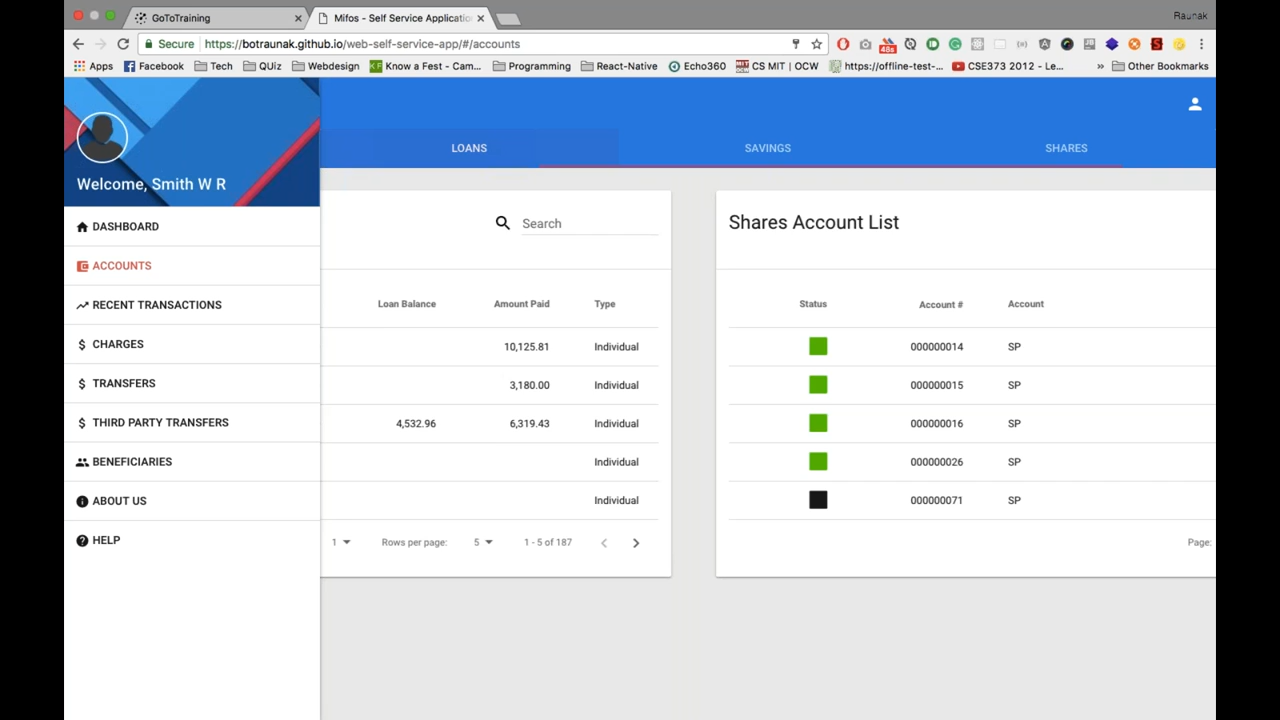 GoToTraining
Mifos - Self Service Applicatio
Raunak
Secure
https://botraunak.github.io/web-self-service-app/#/accounts
48s
Apps
Facebook
Tech
QUiz
Webdesign
KF Know a Fest - Cam...
Programming
React-Native
Echo360
CS MIT | OCW
https://offline-test-...
CSE373 2012 - Le...
»
Other Bookmarks
Welcome, Smith W R
DASHBOARD
ACCOUNTS
RECENT TRANSACTIONS
$ CHARGES
$ TRANSFERS
$ THIRD PARTY TRANSFERS
BENEFICIARIES
ABOUT US
HELP
LOANS SAVINGS SHARES
Search
Loan Balance Amount Paid Type
10,125.81 Individual
3,180.00 Individual
4,532.96 6,319.43 Individual
Individual
Individual
1 Rows per page: 5 1 - 5 of 187
Shares Account List
Status Account # Account
000000014 SP
000000015 SP
000000016 SP
000000026 SP
000000071 SP
Page: